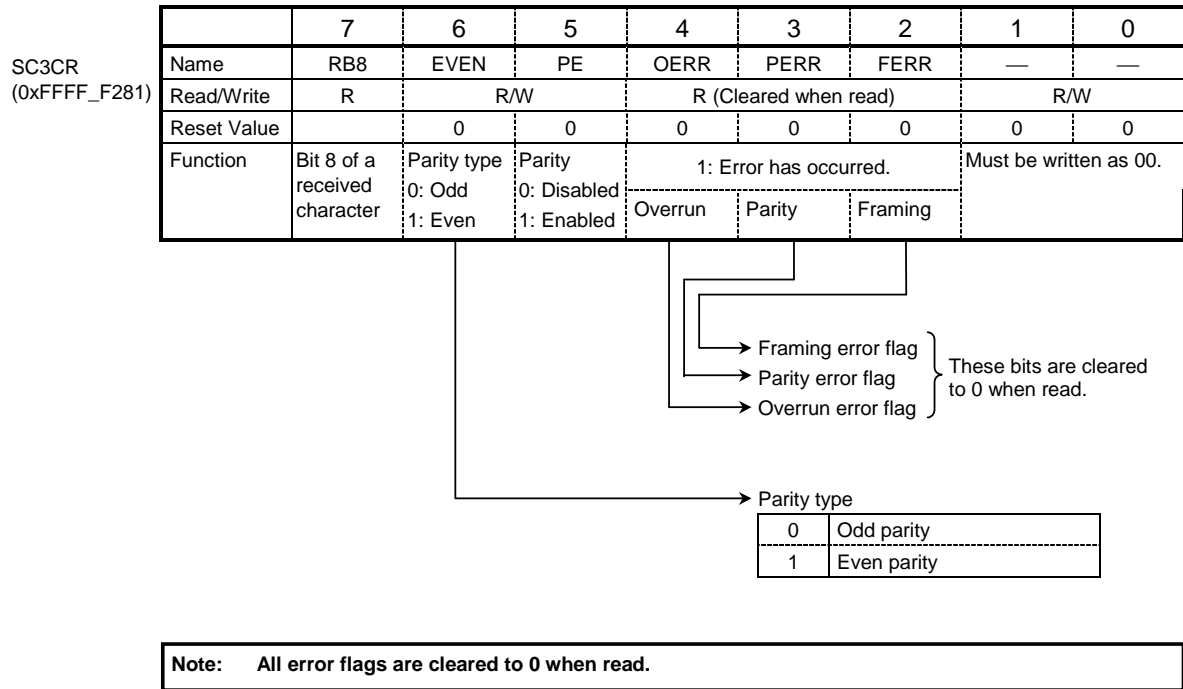 7 6 5 4 3 2 1 0
SC3CR
(0xFFFF_F281)
Name RB8 EVEN PE OERR PERR FERR — —
Read/Write R R/W R (Cleared when read) R/W
Reset Value 0 0 0 0 0 0 0
Function Bit 8 of a received character
Parity type
0: Odd
1: Even
Parity
0: Disabled
1: Enabled
1: Error has occurred.
Overrun Parity Framing
Must be written as 00.
Framing error flag
Parity error flag
Overrun error flag
These bits are cleared
to 0 when read.
Parity type
0 Odd parity
1 Even parity
Note: All error flags are cleared to 0 when read.